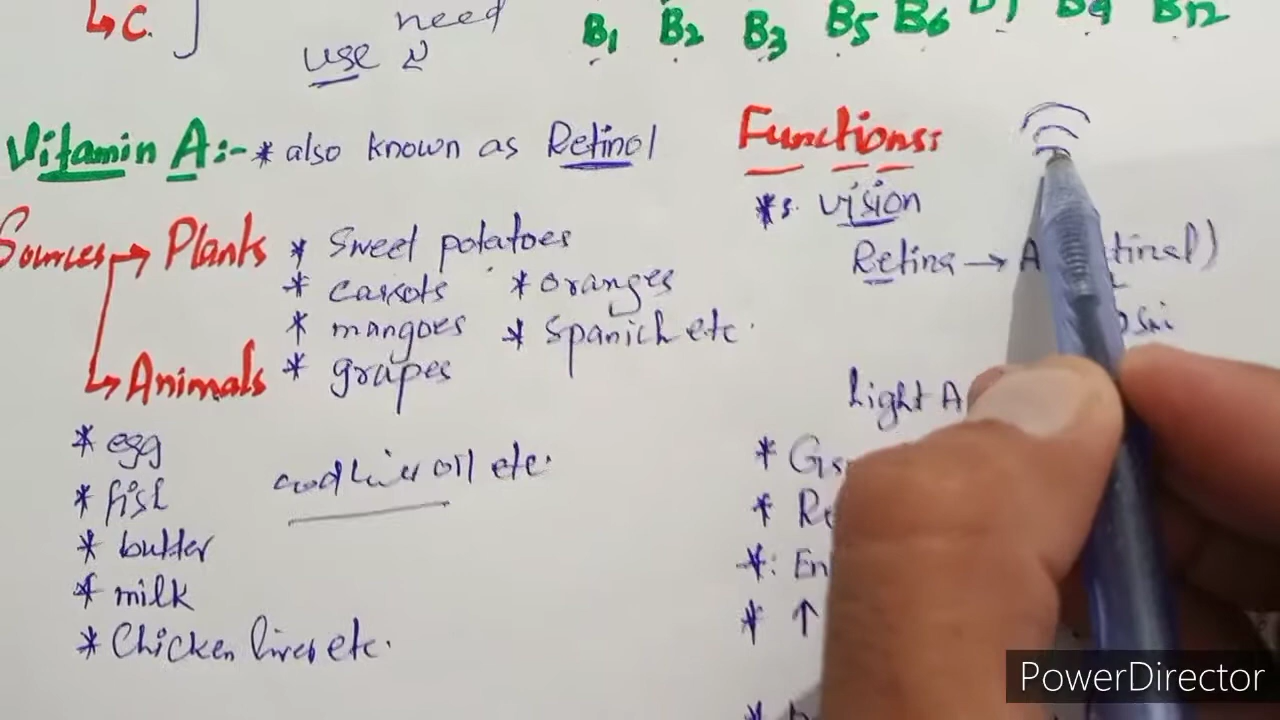 ↳C.
need
use
B1 B2 B3 B5 B6 B7 B9 B12
Vitamin A:- * also known as Retinol
Sources → Plants
* Sweet potatoes
* carrots * oranges
* mangoes * Spanich etc.
* grapes
↳ Animals
* egg
* fish
* butter
* milk
* Chicken liver etc.
cod liver oil etc.
Functions:
vision
Retina → A
Light A
* G
* Re
*: En
* ↑
PowerDirector